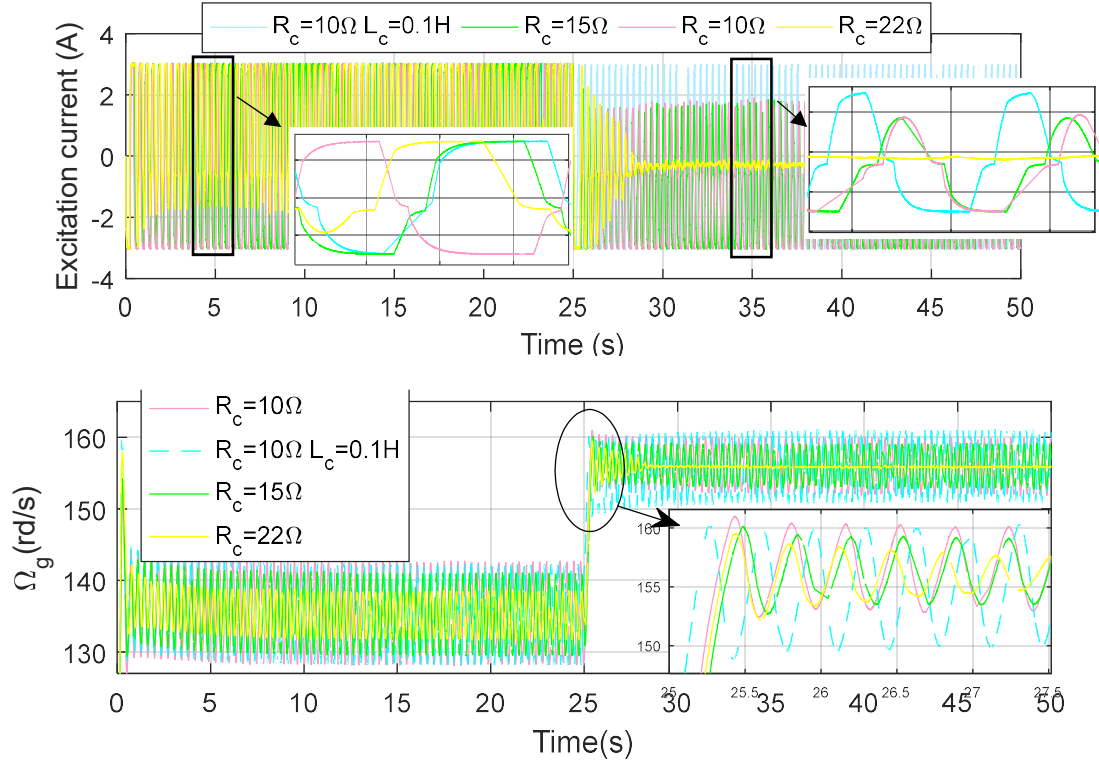 R_c=10Ω L_c=0.1H R_c=15Ω R_c=10Ω R_c=22Ω
Excitation current (A)
4
2
0
-2
-4
0 5 10 15 20 25 30 35 40 45 50
Time (s)
R_c=10Ω
R_c=10Ω L_c=0.1H
R_c=15Ω
R_c=22Ω
Ω_g(rd/s)
160
150
140
130
160
155
150
25 25.5 26 26.5 27 27.5
0 5 10 15 20 25 30 35 40 45 50
Time(s)